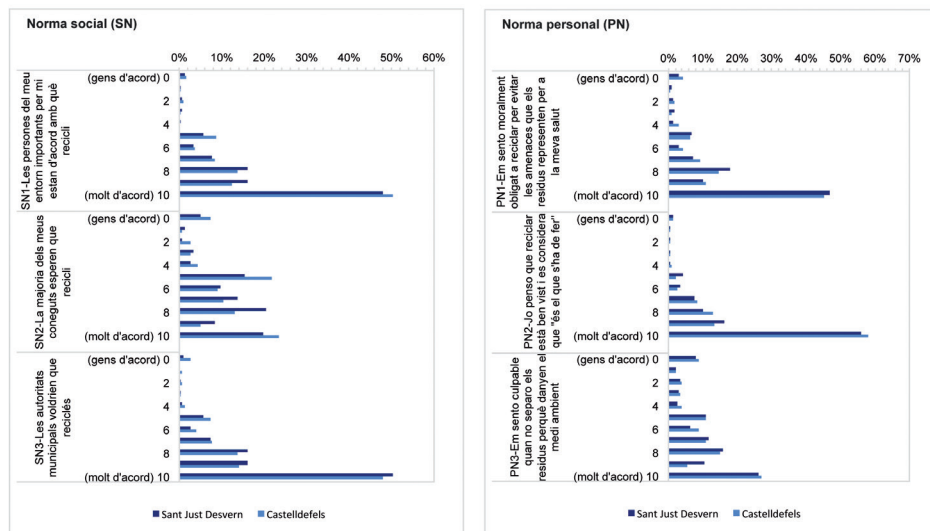 Norma social (SN)
0% 10% 20% 30% 40% 50% 60%
SN1-Les persones del meu
entorn importants per mi
estan d'acord amb què
recicli
(gens d'acord) 0
2
4
6
8
(molt d'acord) 10
SN2-La majoria dels meus
coneguts esperen que
recicli
(gens d'acord) 0
2
4
6
8
(molt d'acord) 10
SN3-Les autoritats
municipals voldrien que
reciclés
(gens d'acord) 0
2
4
6
8
(molt d'acord) 10
Sant Just Desvern Castelldefels
Norma personal (PN)
0% 10% 20% 30% 40% 50% 60% 70%
PN1-Em sento moralment
obligat a reciclar per evitar
les amenaces que els
residus representen per a
la meva salut
(gens d'acord) 0
2
4
6
8
(molt d'acord) 10
PN2-Jo penso que reciclar
està ben vist i es considera
que "és el que s'ha de fer"
(gens d'acord) 0
2
4
6
8
(molt d'acord) 10
PN3-Em sento culpable
quan no separo els
residus perquè danyen el
medi ambient
(gens d'acord) 0
2
4
6
8
(molt d'acord) 10
Sant Just Desvern Castelldefels